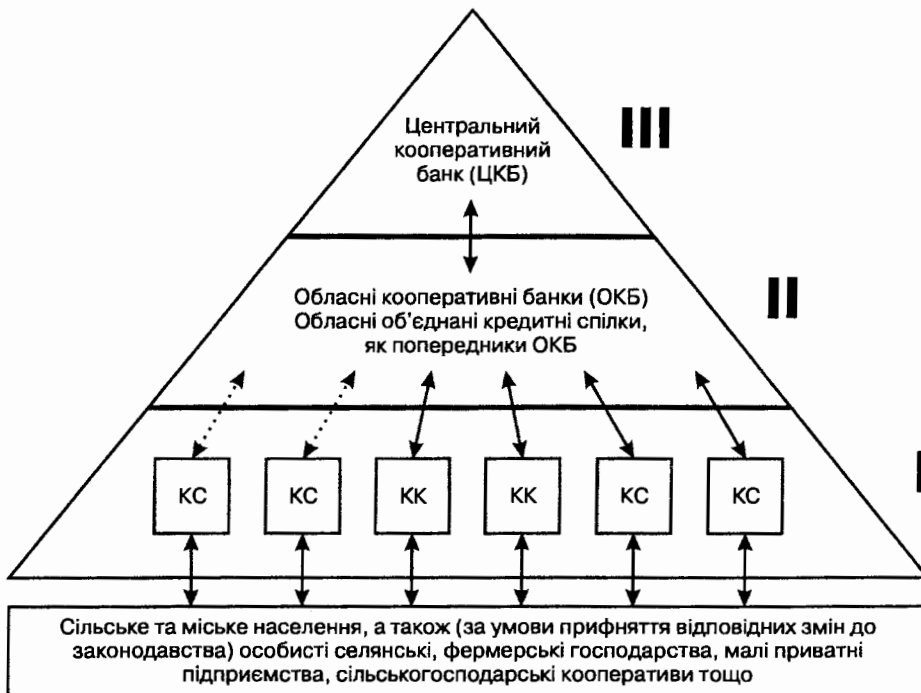 Центральний
кооперативний
банк (ЦКБ)
III
Обласні кооперативні банки (ОКБ)
Обласні об’єднані кредитні спілки,
як попередники ОКБ
II
КС КС КК КК КС КС
I
Сільське та міське населення, а також (за умови прифняття відповідних змін до
законодавства) особисті селянські, фермерські господарства, малі приватні
підприємства, сільськогосподарські кооперативи тощо